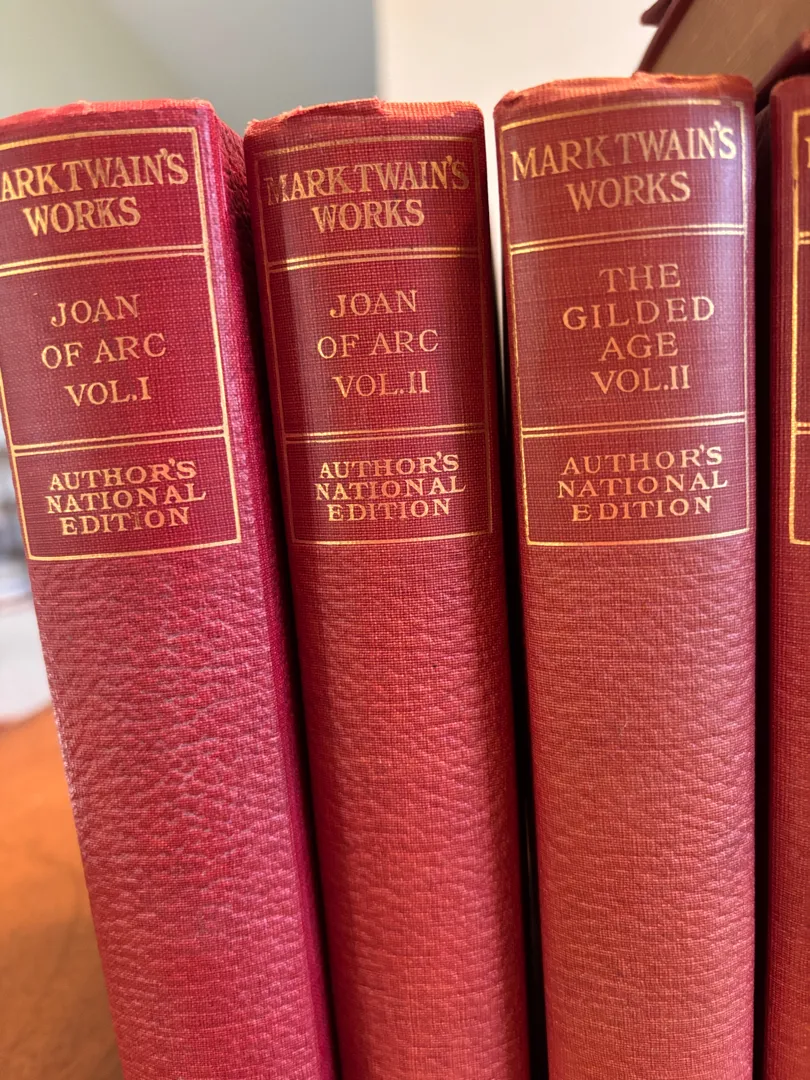 ARK TWAIN'S
WORKS
JOAN
OF ARC
VOL.I
AUTHOR'S
NATIONAL
EDITION
MARK TWAIN'S
WORKS
JOAN
OF ARC
VOL.II
AUTHOR'S
NATIONAL
EDITION
MARK TWAIN'S
WORKS
THE
GILDED
AGE
VOL.II
AUTHOR'S
NATIONAL
EDITION